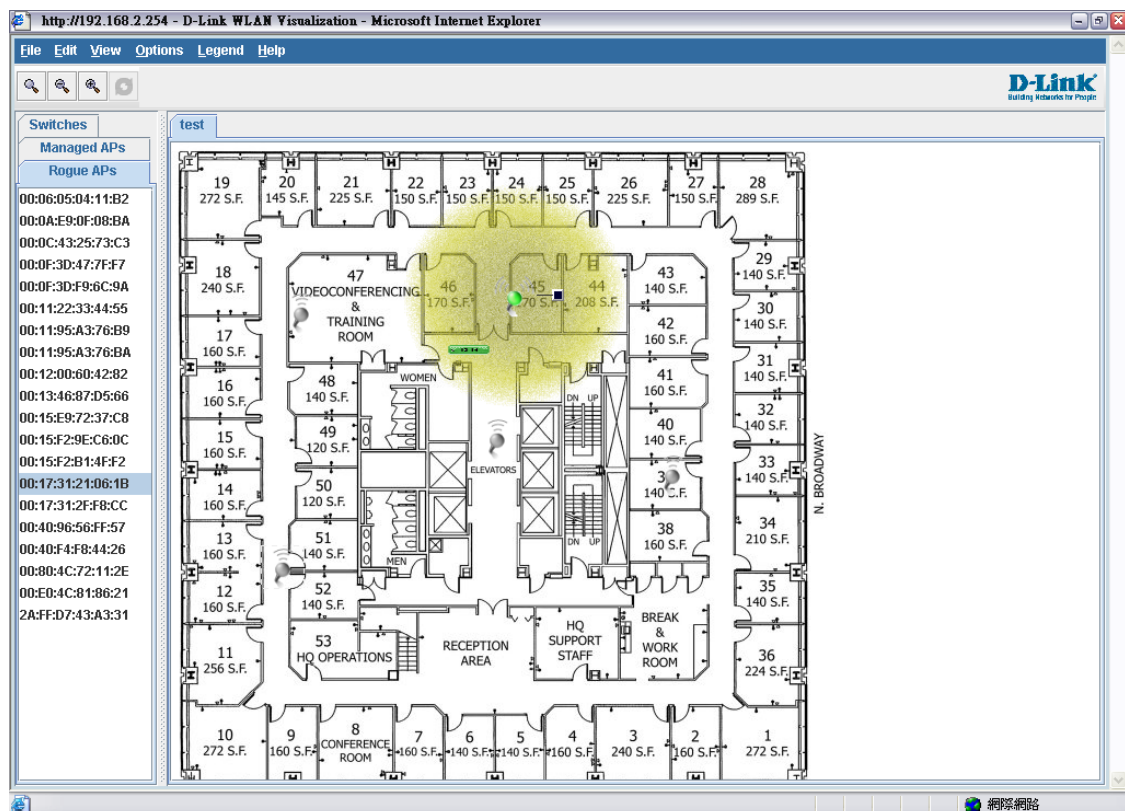 http://192.168.2.254 - D-Link WLAN Visualization - Microsoft Internet Explorer
File Edit View Options Legend Help
D-Link
Building Networks for People
Switches
Managed APs
Rogue APs
00:06:05:04:11:B2
00:0A:E9:0F:08:BA
00:0C:43:25:73:C3
00:0F:3D:47:7F:F7
00:0F:3D:F9:6C:9A
00:11:22:33:44:55
00:11:95:A3:76:B9
00:11:95:A3:76:BA
00:12:00:60:42:82
00:13:46:87:D5:66
00:15:E9:72:37:C8
00:15:F2:9E:C6:0C
00:15:F2:B1:4F:F2
00:17:31:21:06:1B
00:17:31:2F:F8:CC
00:40:96:56:FF:57
00:40:F4:F8:44:26
00:80:4C:72:11:2E
00:E0:4C:81:86:21
2A:FF:D7:43:A3:31
test
19
272 S.F.
20
145 S.F.
21
225 S.F.
22
150 S.F.
23
150 S.F.
24
150 S.F.
25
150 S.F.
26
225 S.F.
27
150 S.F.
28
289 S.F.
18
240 S.F.
47
VIDEOCONFERENCING
&
TRAINING
ROOM
46
170 S.F.
45
44
208 S.F.
43
140 S.F.
29
140 S.F.
42
160 S.F.
30
140 S.F.
17
160 S.F.
31
140 S.F.
16
160 S.F.
48
140 S.F.
WOMEN
DN UP
41
160 S.F.
32
140 S.F.
15
160 S.F.
49
120 S.F.
ELEVATORS
40
140 S.F.
33
140 S.F.
N. BROADWAY
14
160 S.F.
50
120 S.F.
140 S.F.
34
210 S.F.
13
160 S.F.
51
140 S.F.
MEN
DN UP
38
160 S.F.
12
160 S.F.
52
140 S.F.
35
140 S.F.
11
256 S.F.
53
HQ OPERATIONS
RECEPTION
AREA
HQ
SUPPORT
STAFF
BREAK
&
WORK
ROOM
36
224 S.F.
10
272 S.F.
9
160 S.F.
8
CONFERENCE
ROOM
7
160 S.F.
6
140 S.F.
5
140 S.F.
4
160 S.F.
3
240 S.F.
2
160 S.F.
1
272 S.F.
網際網路